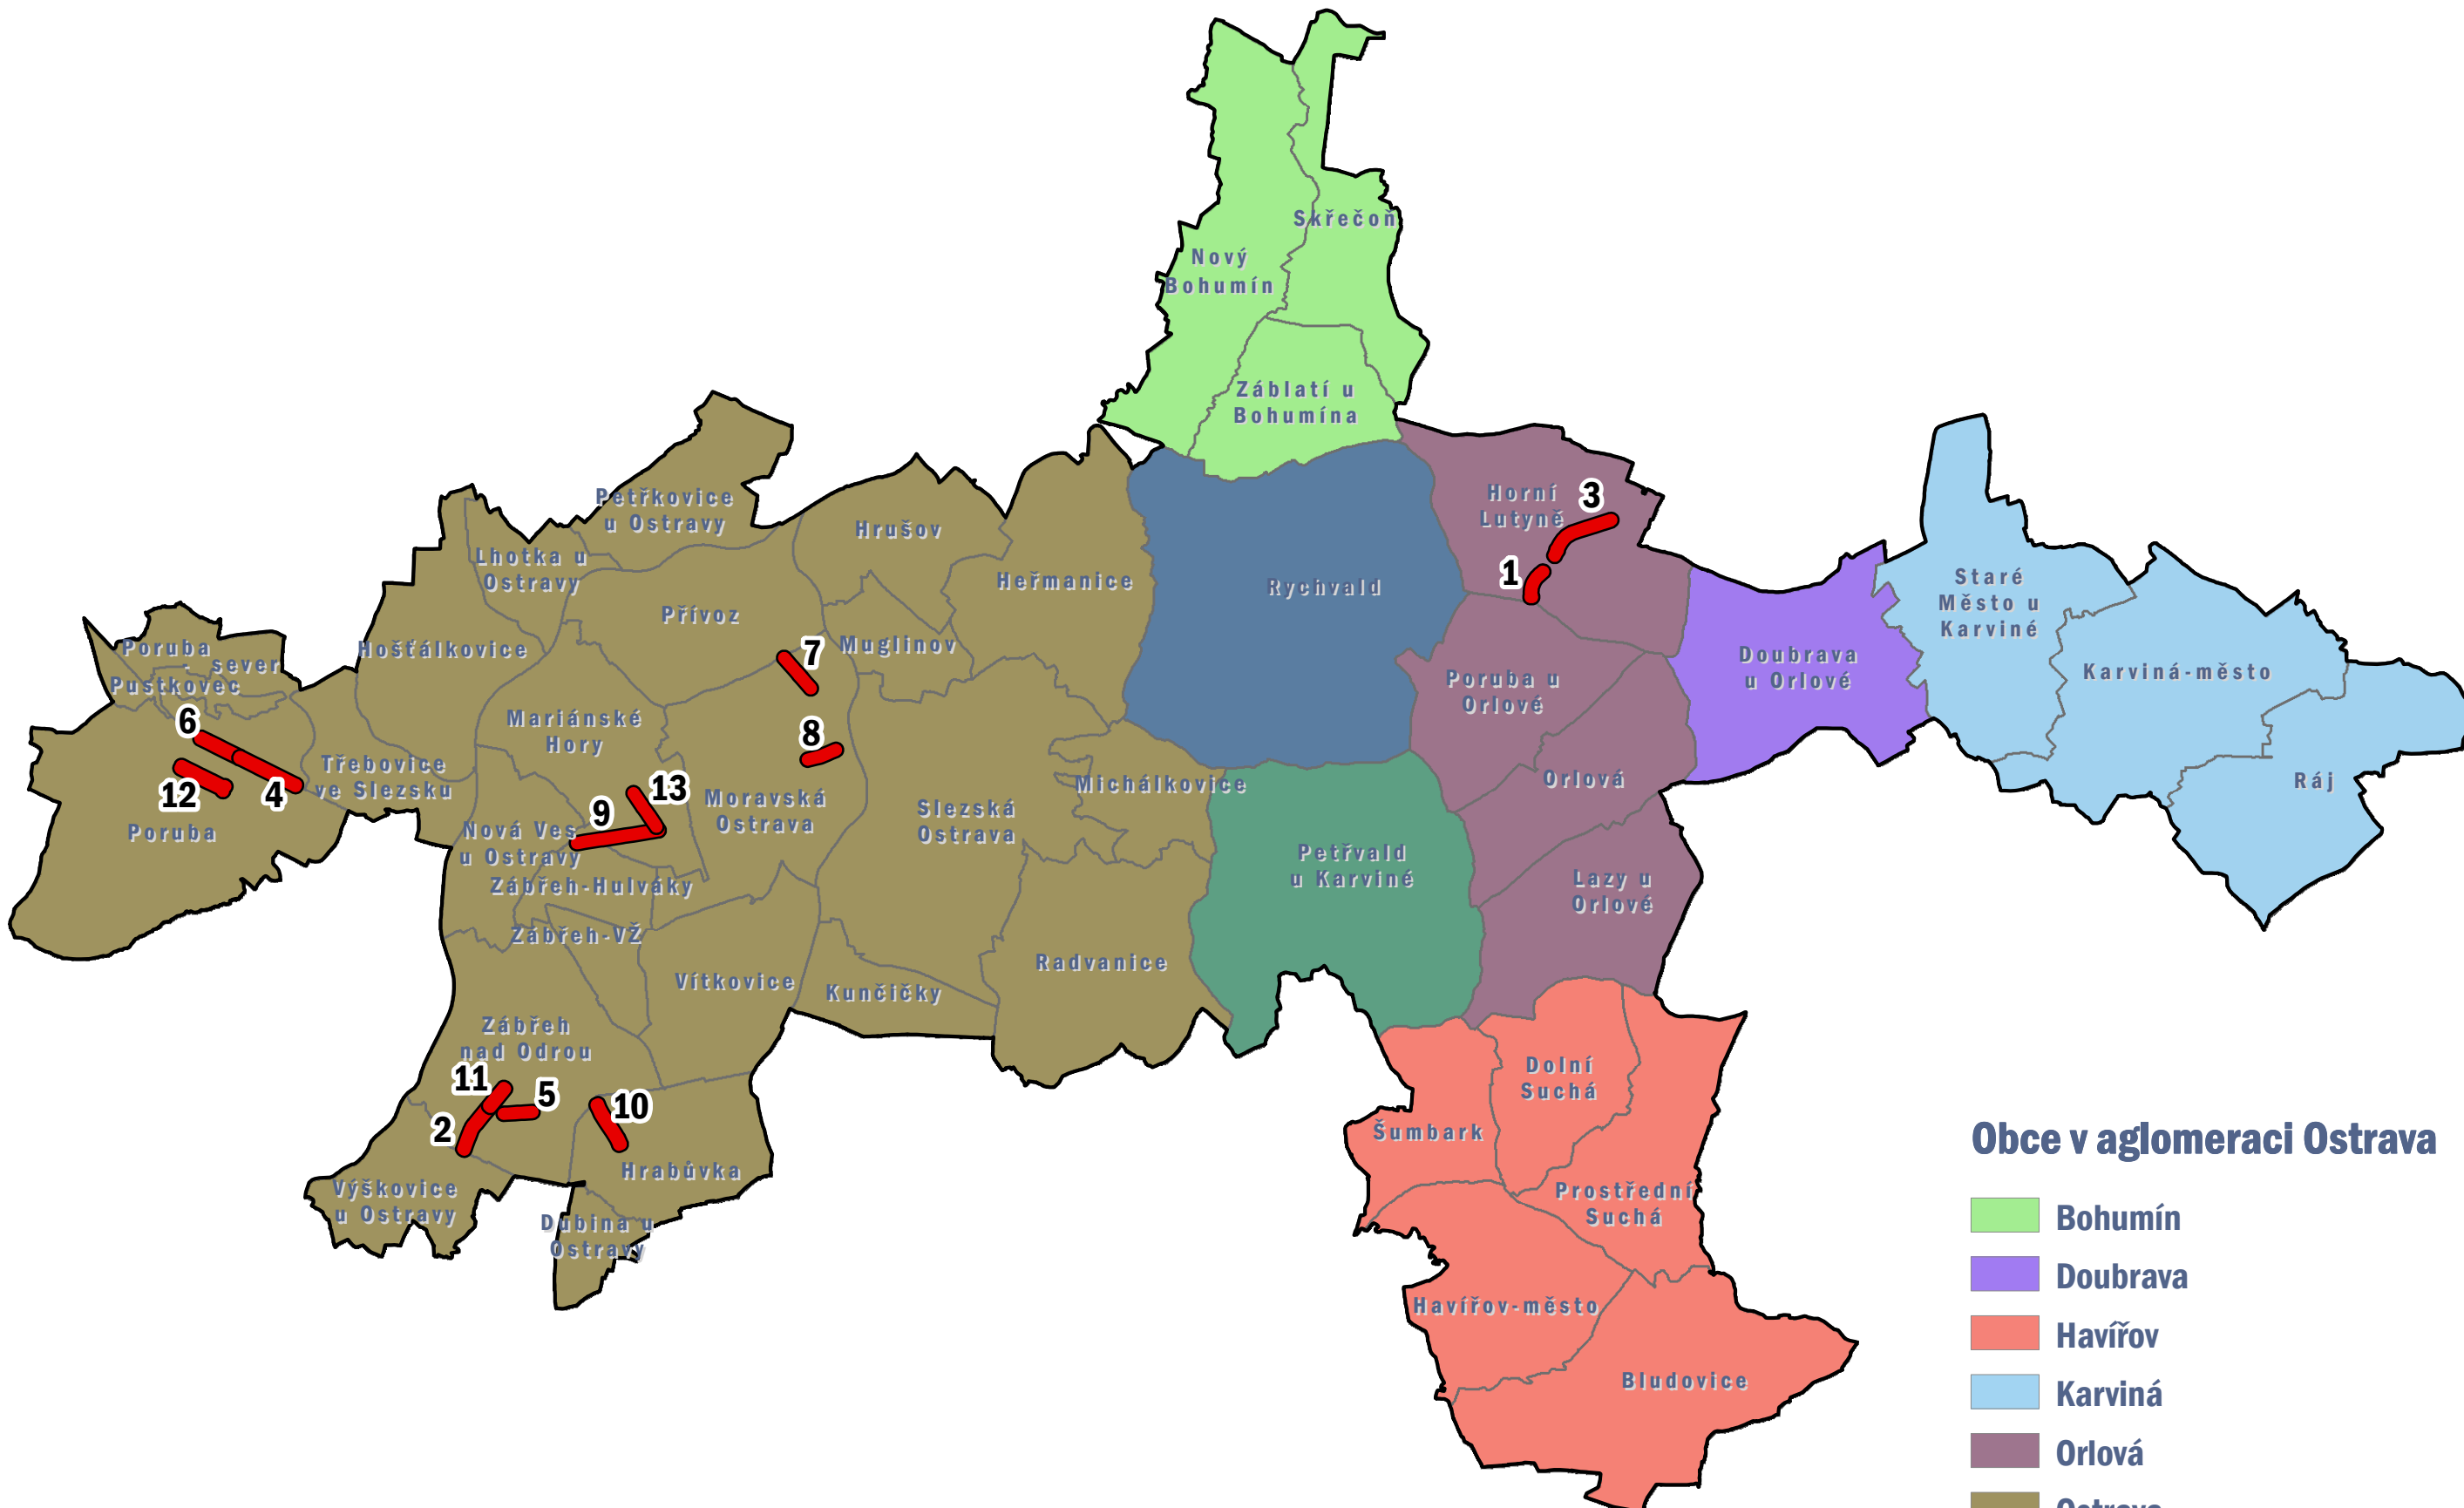 Skřečoň
Nový
Bohumín
Záblatí u
Bohumína
Petřkovice
u Ostravy
Hrušov
Lhotka u
Ostravy
Heřmanice
Přívoz
Muglinov
7
Rychvald
Horní
Lutyně
3
1
Staré
Město u
Karviné
Doubrava
u Orlové
Karviná-město
Ráj
Poruba
sever
Pustkovec
Hošťálkovice
6
12
4
Poruba
Třebovice
ve Slezsku
Mariánské
Hory
8
13
9
Moravská
Ostrava
Slezská
Ostrava
Michálkovice
Poruba u
Orlové
Orlová
Nová Ves
u Ostravy
Zábřeh-Hulváky
Zábřeh-VŽ
Petřvald
u Karviné
Lazy u
Orlové
Vítkovice
Kunčičky
Radvanice
Zábřeh
nad Odrou
11
5
10
2
Hrabůvka
Výškovice
u Ostravy
Dubina u
Ostravy
Dolní
Suchá
Šumbark
Prostřední
Suchá
Havířov-město
Bludovice
Obce v aglomeraci Ostrava
Bohumín
Doubrava
Havířov
Karviná
Orlová
Ostrava